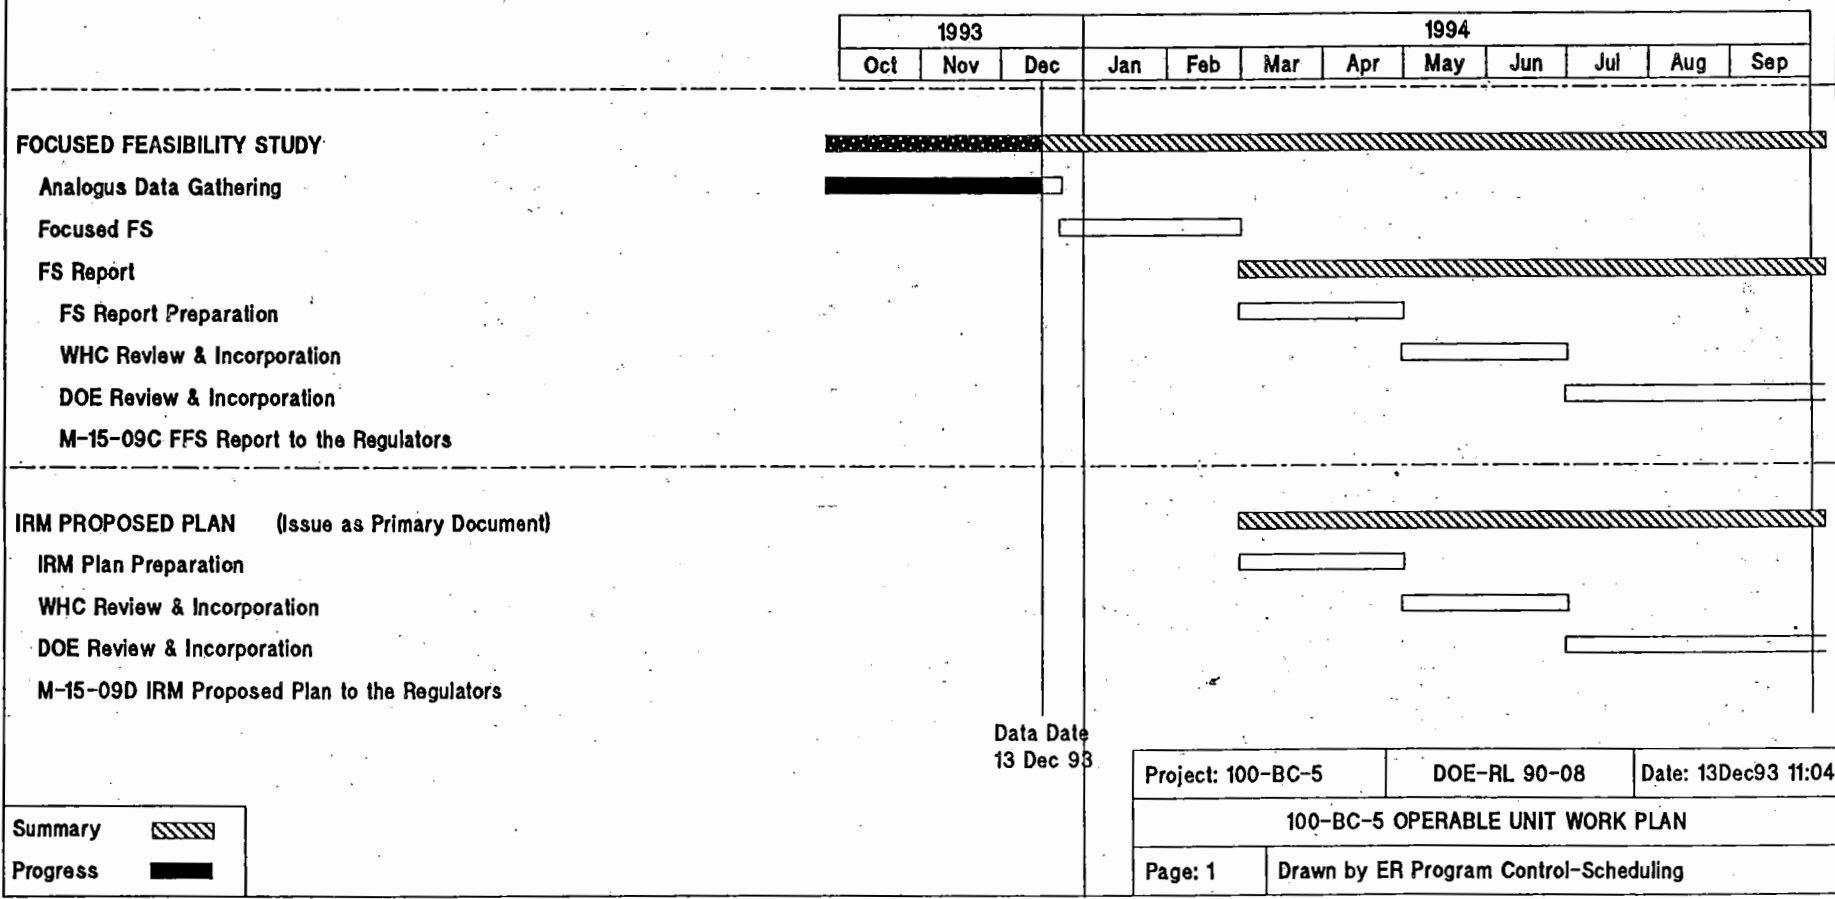 1993 1994
Oct Nov Dec Jan Feb Mar Apr May Jun Jul Aug Sep
FOCUSED FEASIBILITY STUDY
Analogus Data Gathering
Focused FS
FS Report
FS Report Preparation
WHC Review & Incorporation
DOE Review & Incorporation
M-15-09C FFS Report to the Regulators
IRM PROPOSED PLAN (Issue as Primary Document)
IRM Plan Preparation
WHC Review & Incorporation
DOE Review & Incorporation
M-15-09D IRM Proposed Plan to the Regulators
Data Date
13 Dec 93
Project: 100-BC-5 DOE-RL 90-08 Date: 13Dec93 11:04
100-BC-5 OPERABLE UNIT WORK PLAN
Page: 1 Drawn by ER Program Control-Scheduling
Summary
Progress